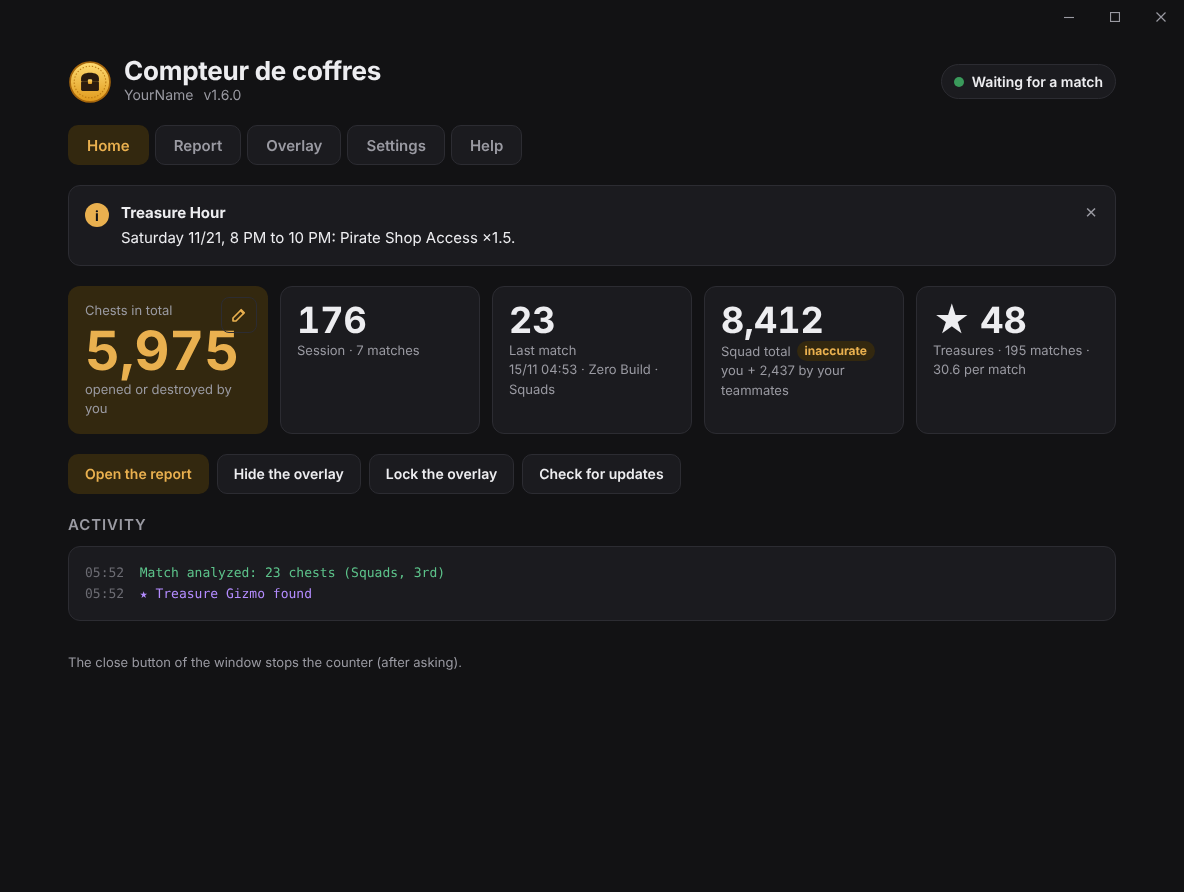 Compteur de coffres
YourName v1.6.0
Waiting for a match
Home
Report
Overlay
Settings
Help
i
Treasure Hour
Saturday 11/21, 8 PM to 10 PM: Pirate Shop Access ×1.5.
Chests in total
5,975
opened or destroyed by
you
176
Session · 7 matches
23
Last match
15/11 04:53 · Zero Build ·
Squads
8,412
Squad total inaccurate
you + 2,437 by your
teammates
★ 48
Treasures · 195 matches ·
30.6 per match
Open the report
Hide the overlay
Lock the overlay
Check for updates
ACTIVITY
05:52 Match analyzed: 23 chests (Squads, 3rd)
05:52 ★ Treasure Gizmo found
The close button of the window stops the counter (after asking).